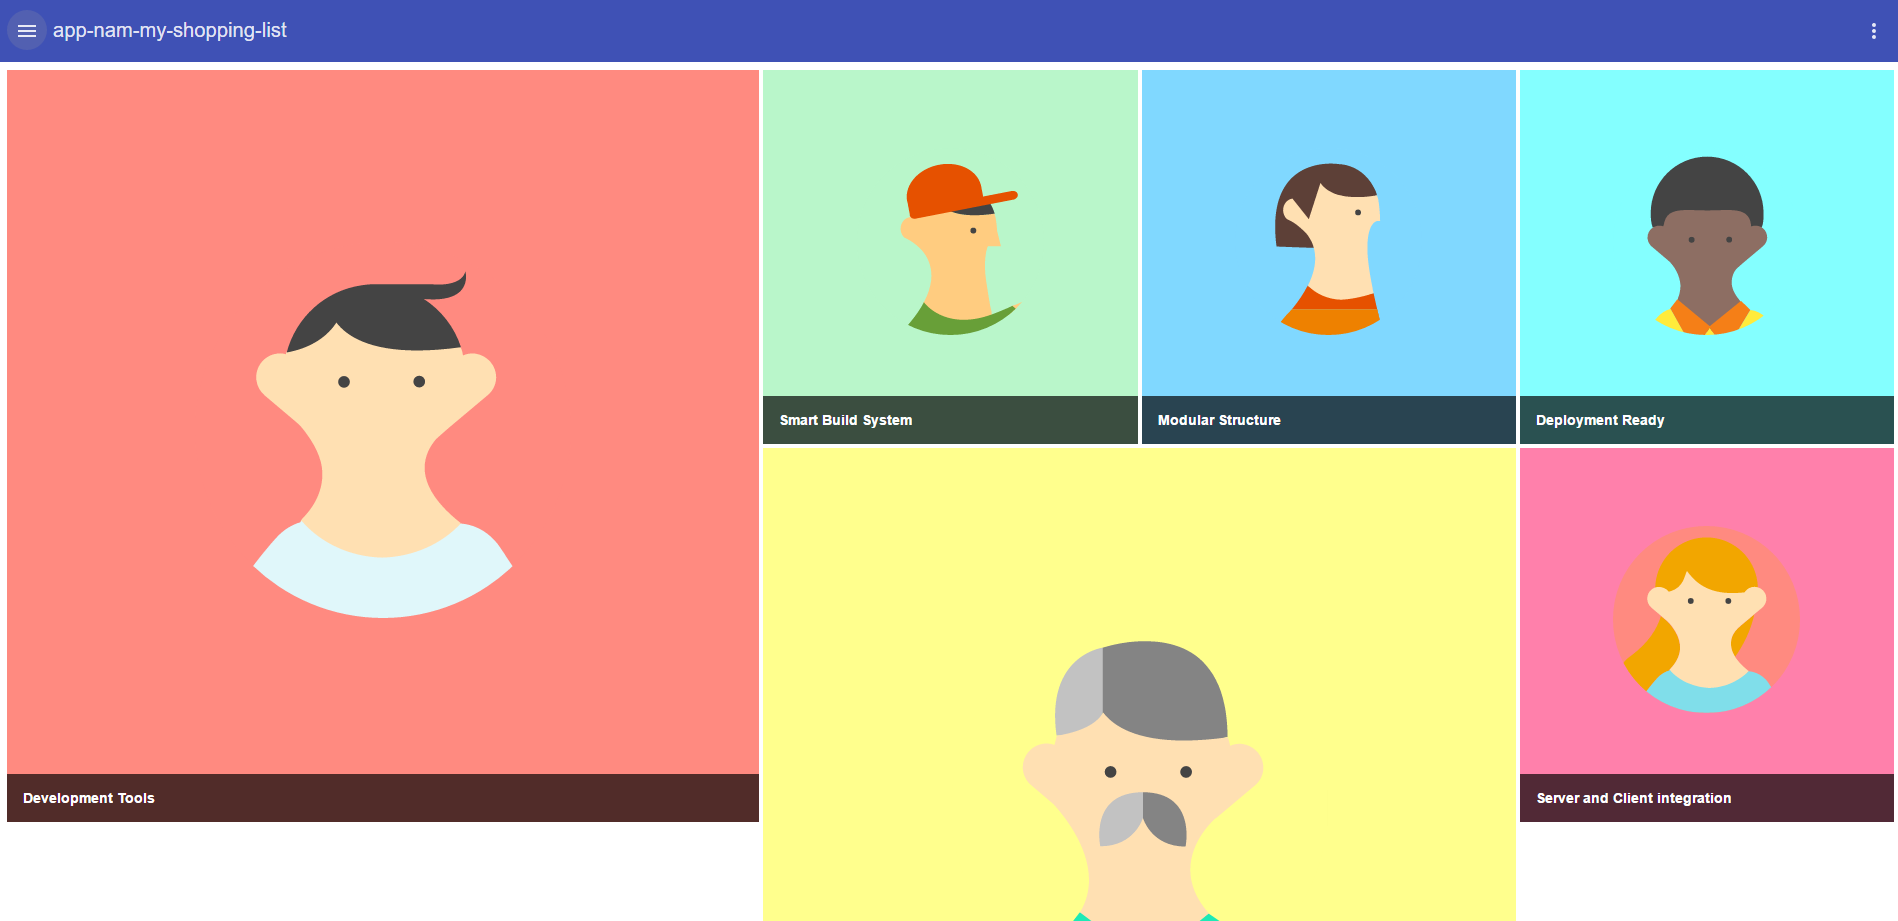 app-nam-my-shopping-list
Smart Build System
Modular Structure
Deployment Ready
Development Tools
Server and Client integration